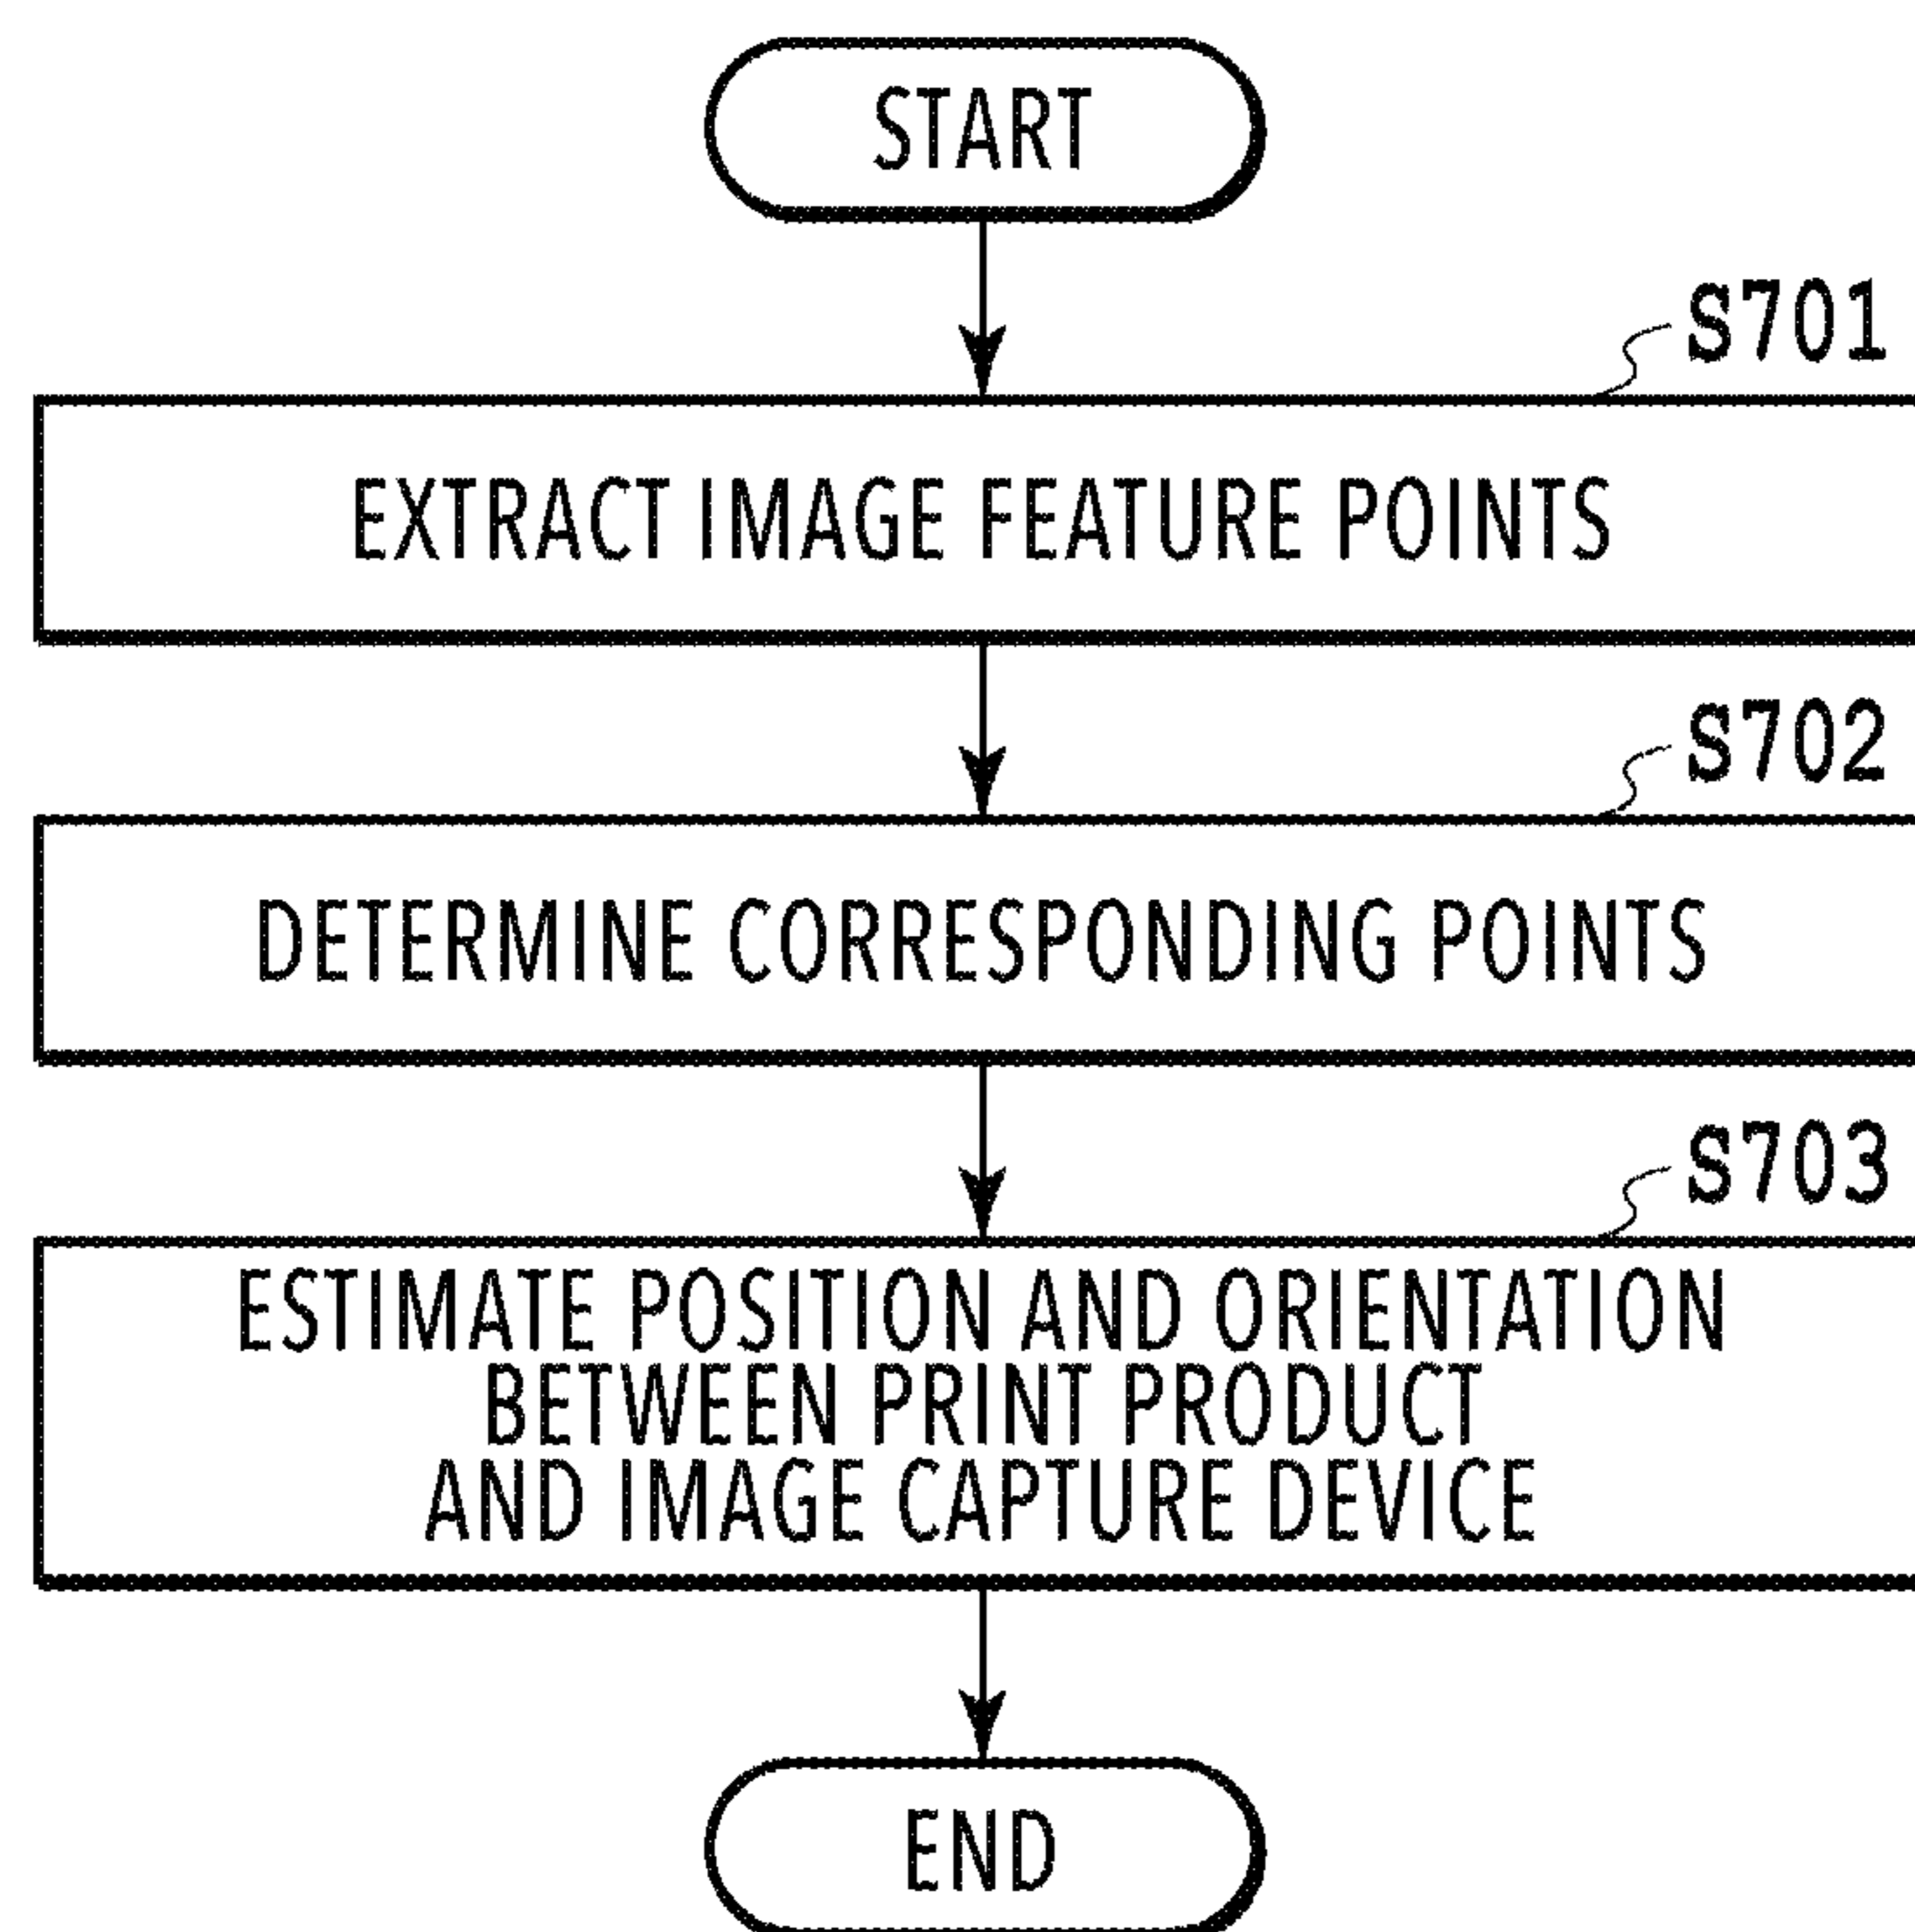 START
S701
EXTRACT IMAGE FEATURE POINTS
S702
DETERMINE CORRESPONDING POINTS
S703
ESTIMATE POSITION AND ORIENTATION
BETWEEN PRINT PRODUCT
AND IMAGE CAPTURE DEVICE
END